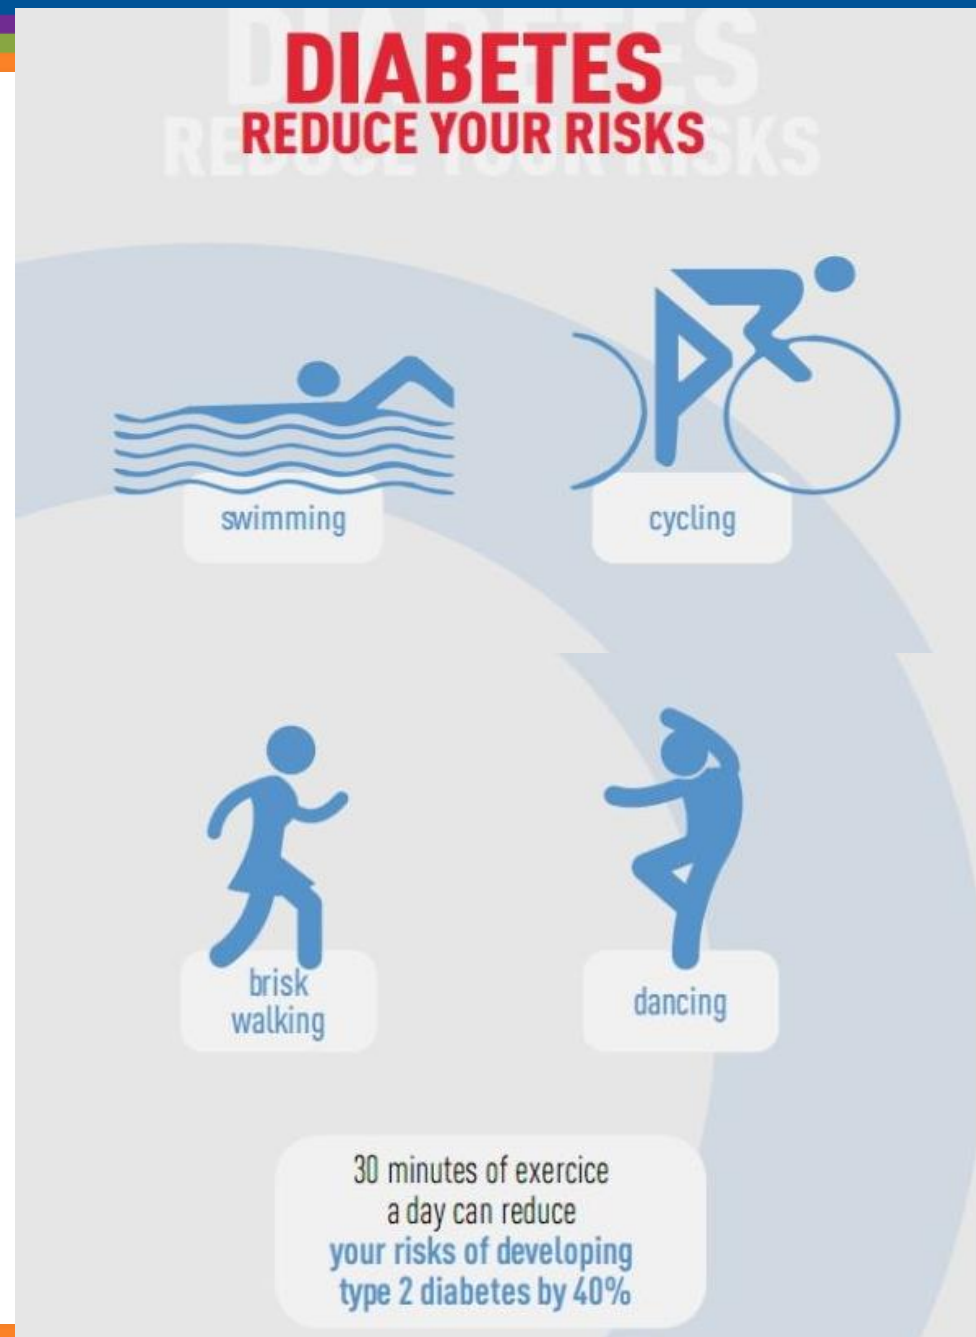 DIABETES
REDUCE YOUR RISKS
swimming
cycling
brisk
walking
dancing
30 minutes of exercice
a day can reduce
your risks of developing
type 2 diabetes by 40%